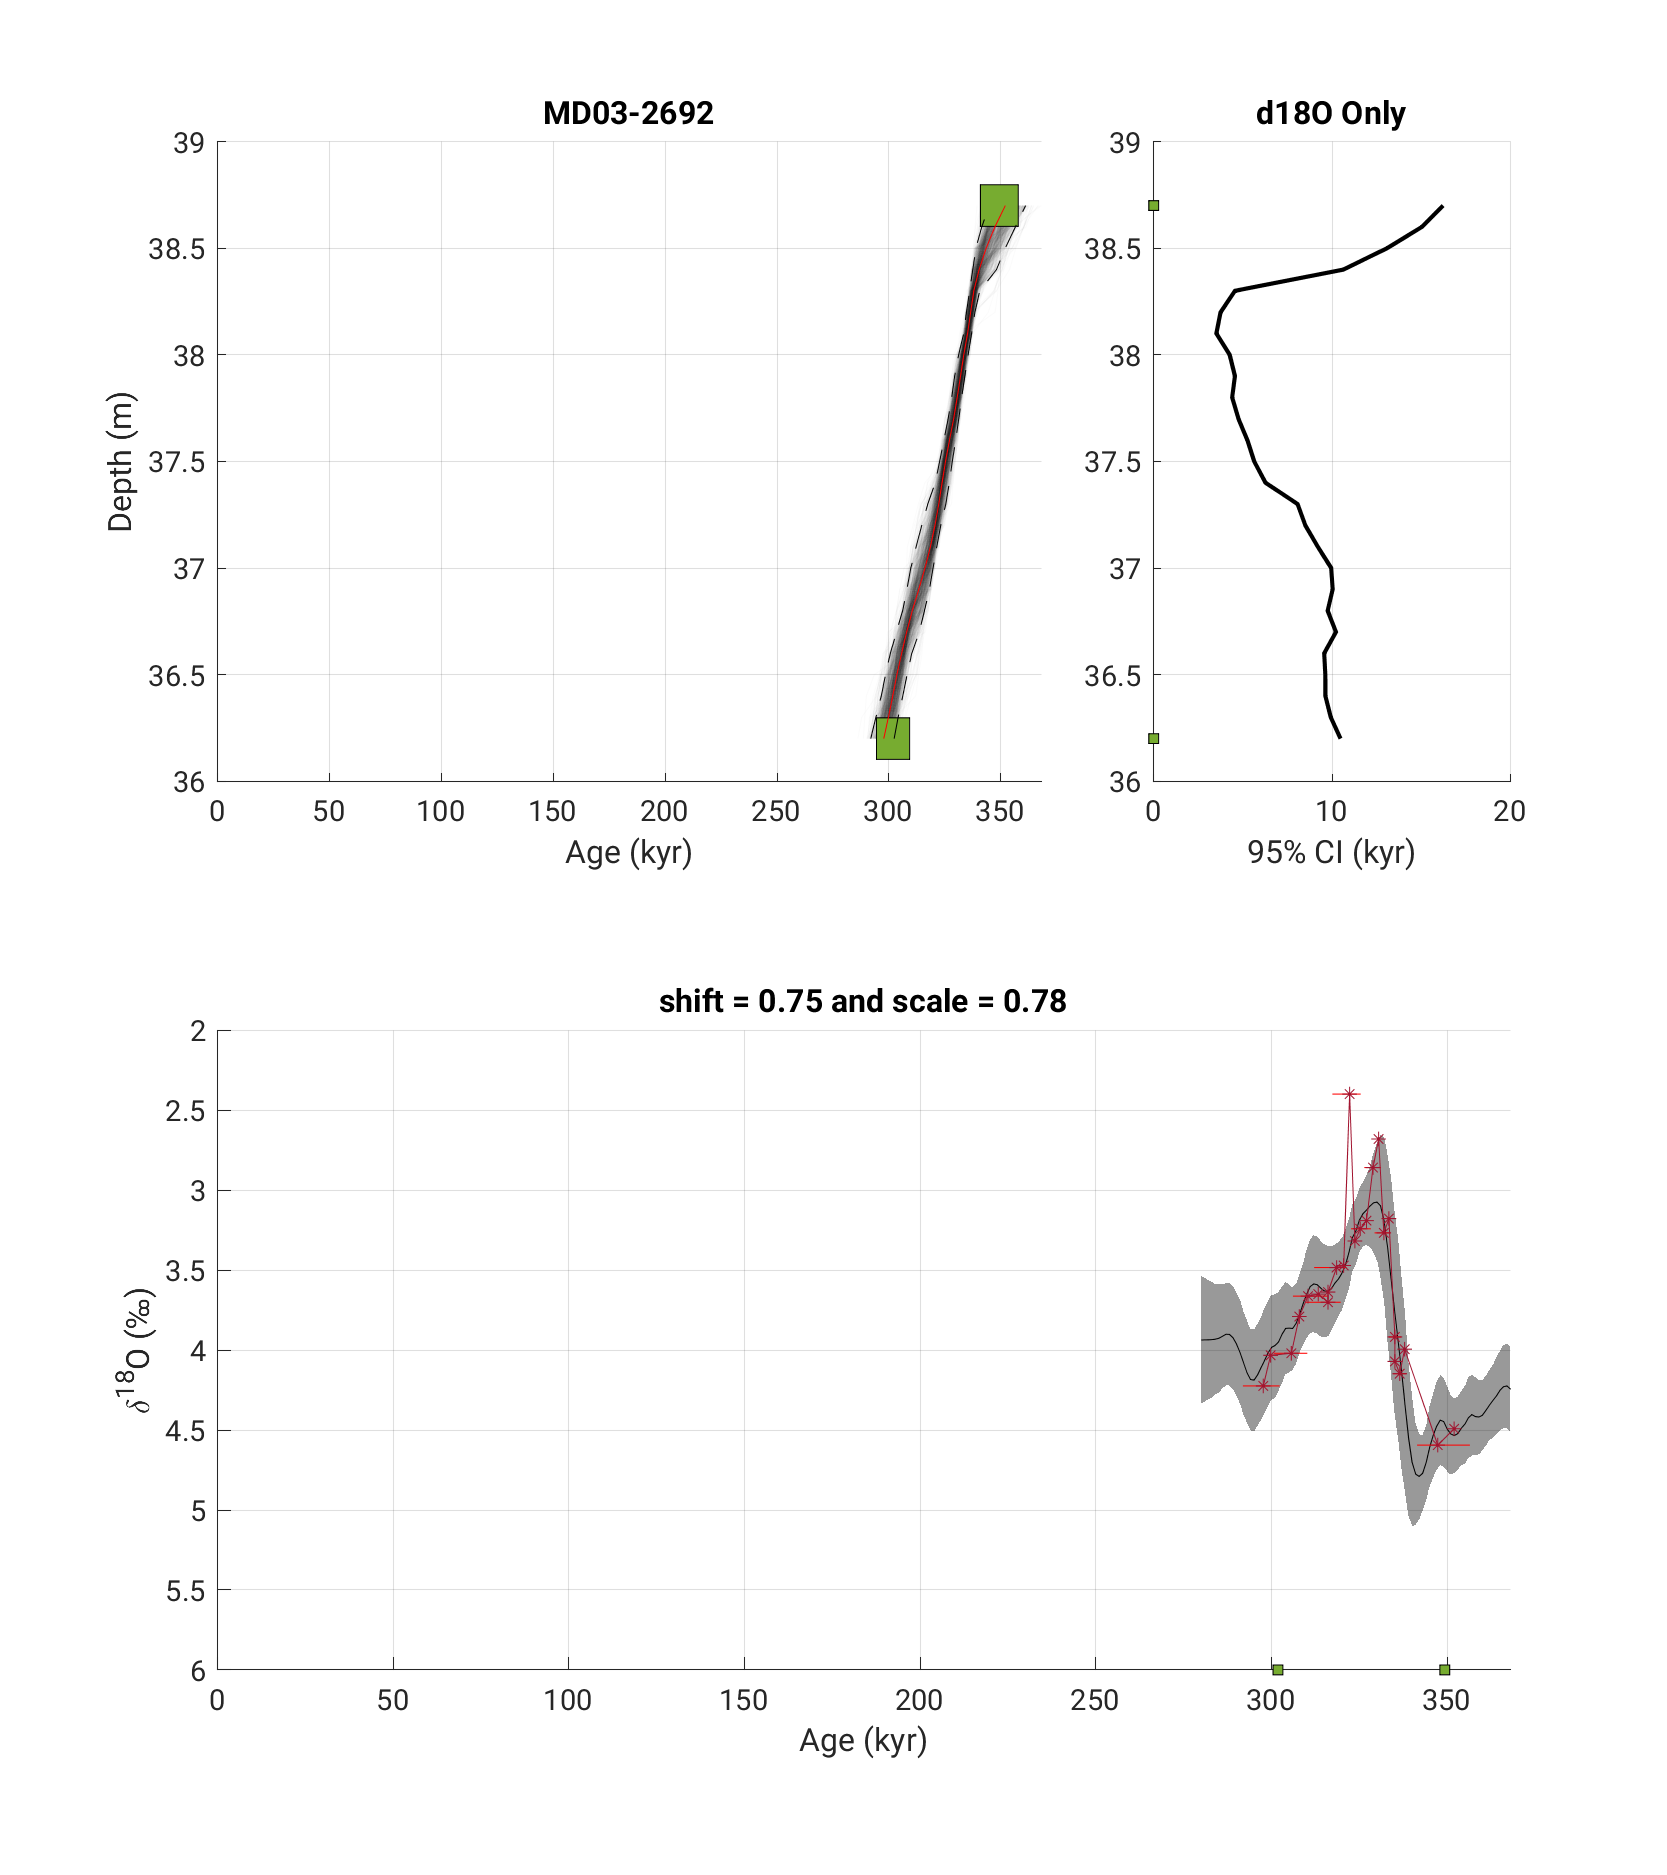 MD03-2692
d18O Only
39
38.5
38
37.5
37
36.5
36
Depth (m)
0 50 100 150 200 250 300 350
Age (kyr)
39
38.5
38
37.5
37
36.5
36
0 10 20
95% CI (kyr)
shift = 0.75 and scale = 0.78
2
2.5
3
3.5
4
4.5
5
5.5
6
δ¹⁸O (‰)
0 50 100 150 200 250 300 350
Age (kyr)